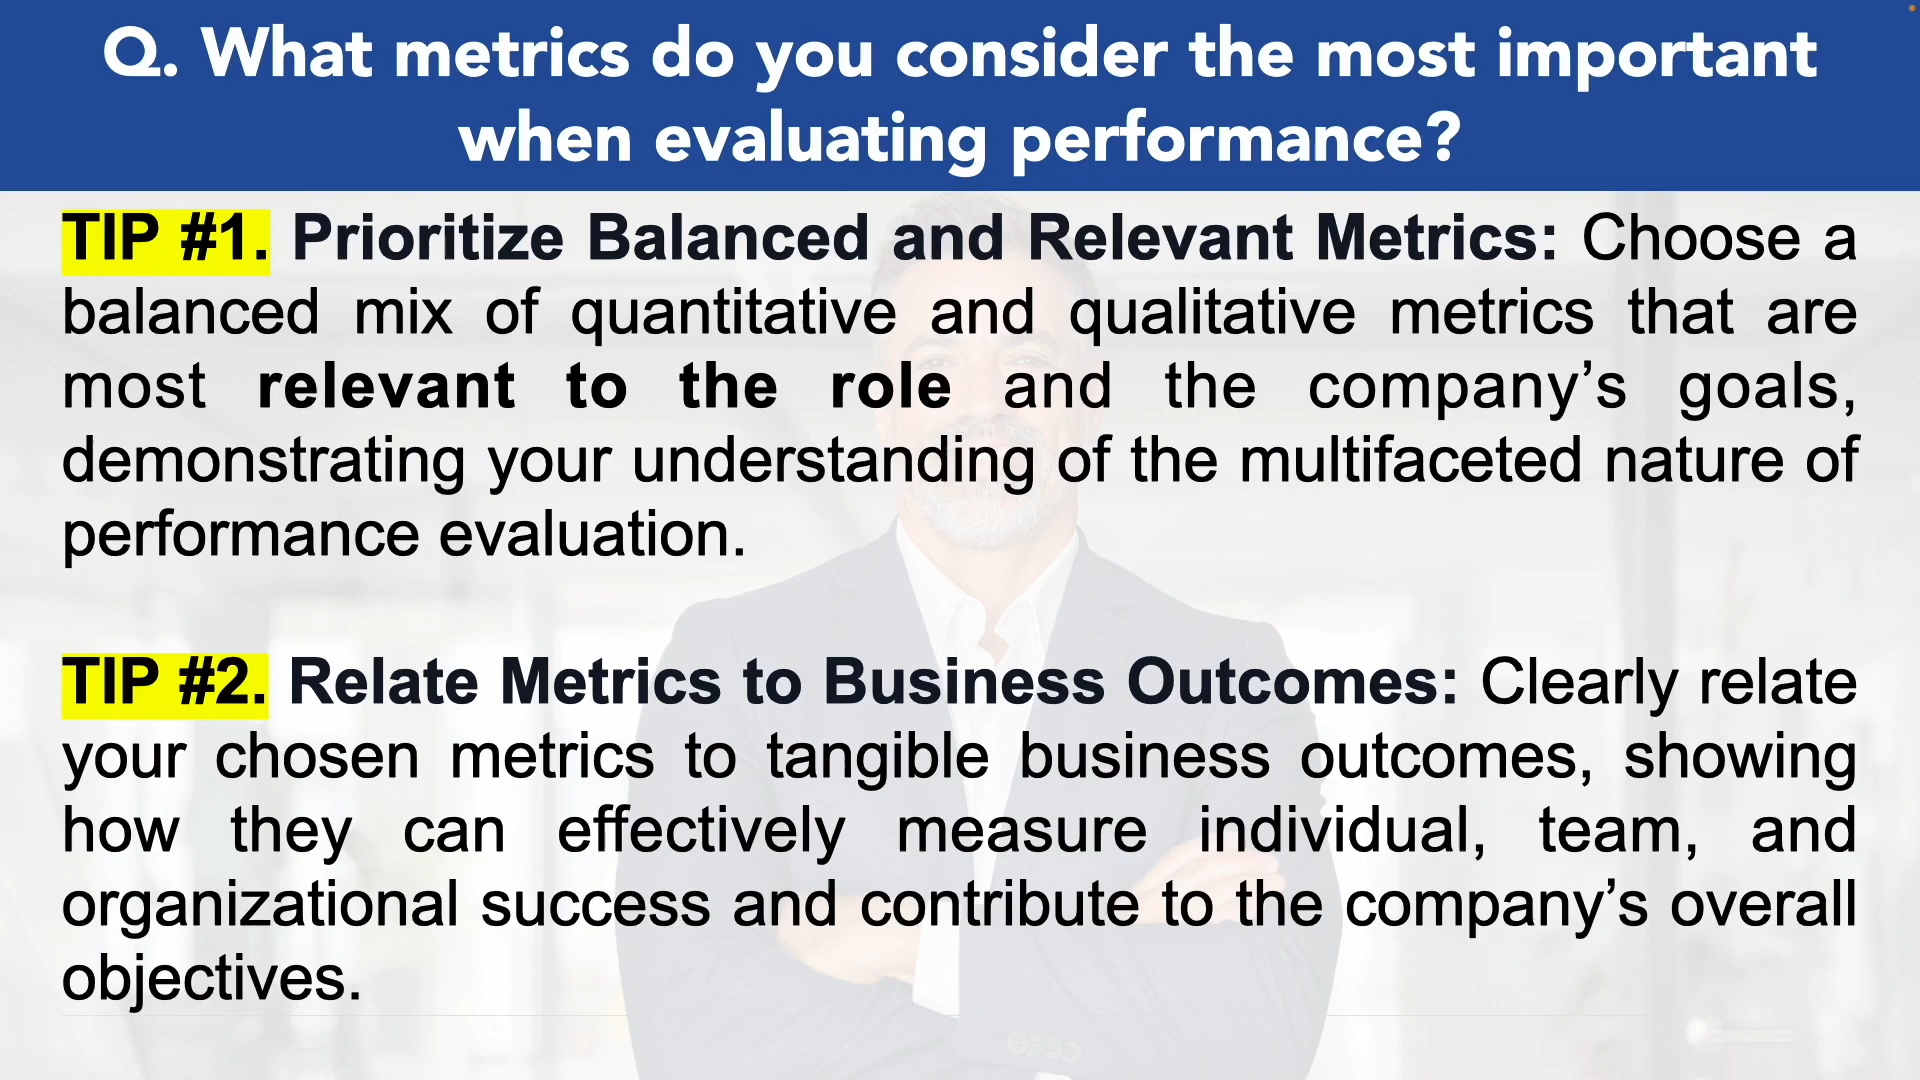 Q. What metrics do you consider the most important
when evaluating performance?
TIP #1. Prioritize Balanced and Relevant Metrics: Choose a
balanced mix of quantitative and qualitative metrics that are
most relevant to the role and the company’s goals,
demonstrating your understanding of the multifaceted nature of
performance evaluation.
TIP #2. Relate Metrics to Business Outcomes: Clearly relate
your chosen metrics to tangible business outcomes, showing
how they can effectively measure individual, team, and
organizational success and contribute to the company’s overall
objectives.